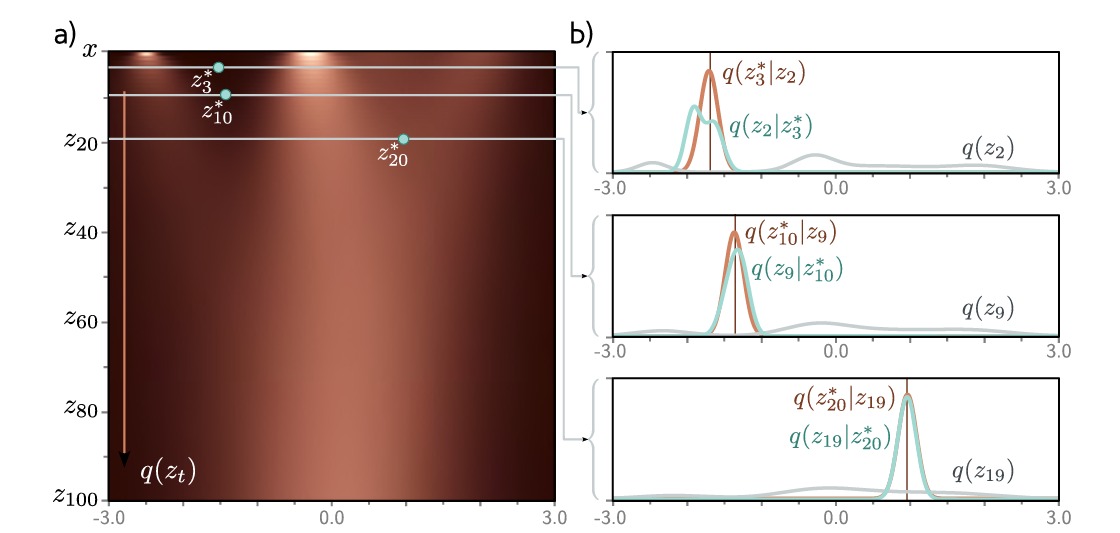 a)
x
z*3
z*10
z20
z*20
z40
z60
z80
z100
q(zt)
-3.0 0.0 3.0
b)
q(z*3|z2)
q(z2|z*3)
q(z2)
-3.0 0.0 3.0
q(z*10|z9)
q(z9|z*10)
q(z9)
-3.0 0.0 3.0
q(z*20|z19)
q(z19|z*20)
q(z19)
-3.0 0.0 3.0